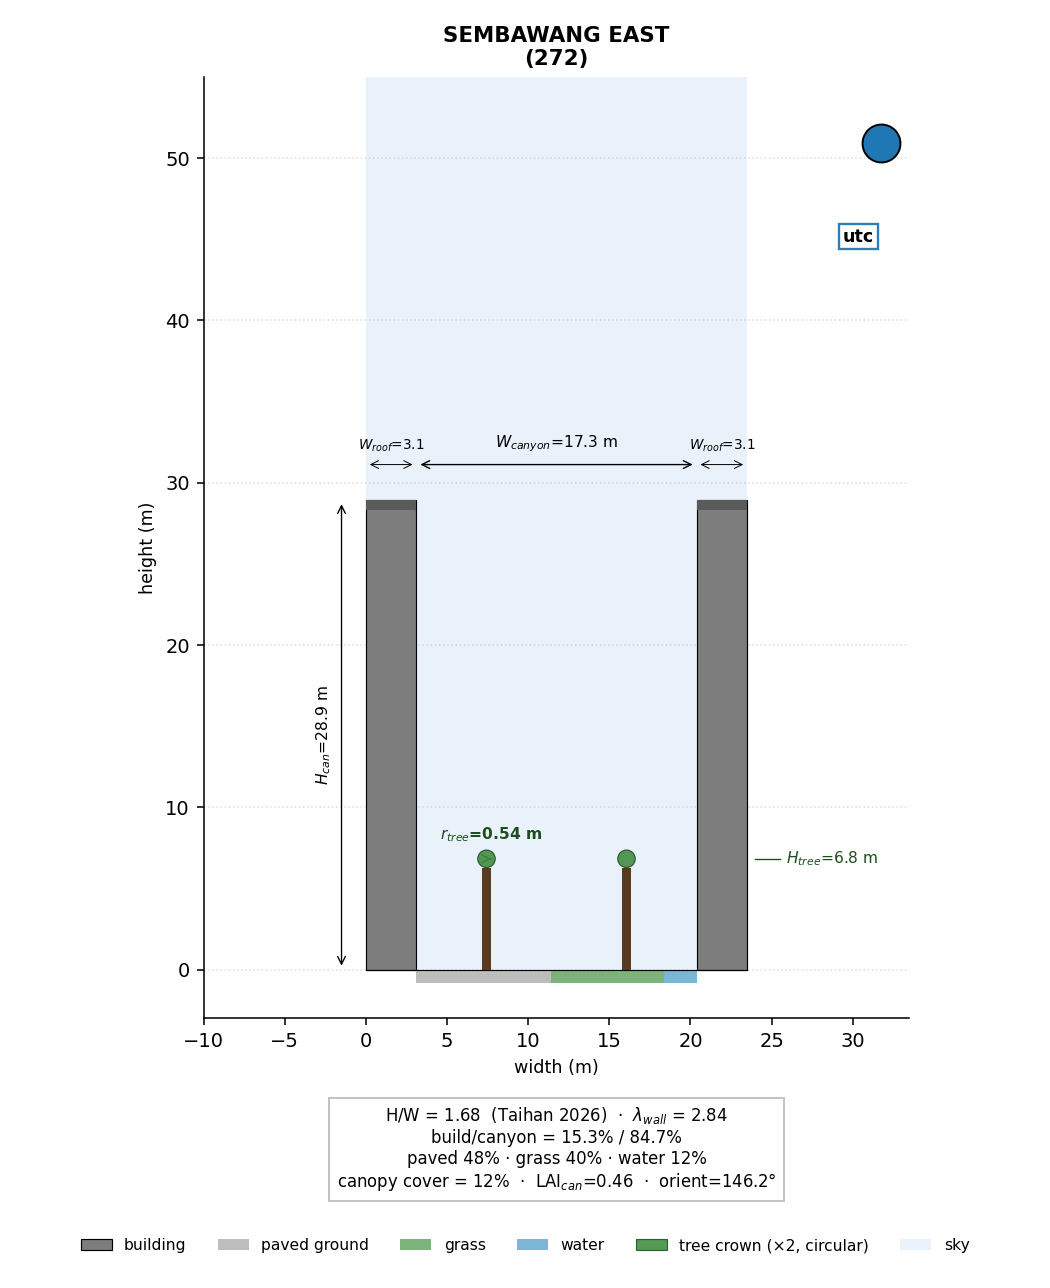 SEMBAWANG EAST
(272)
50
utc
40
W_roof=3.1
W_canyon=17.3 m
W_roof=3.1
30
height (m)
20
H_can=28.9 m
10
r_tree=0.54 m
H_tree=6.8 m
0
−10 −5 0 5 10 15 20 25 30
width (m)
H/W = 1.68 (Taihan 2026) · λ_wall = 2.84
build/canyon = 15.3% / 84.7%
paved 48% · grass 40% · water 12%
canopy cover = 12% · LAI_can=0.46 · orient=146.2°
building paved ground grass water tree crown (×2, circular) sky